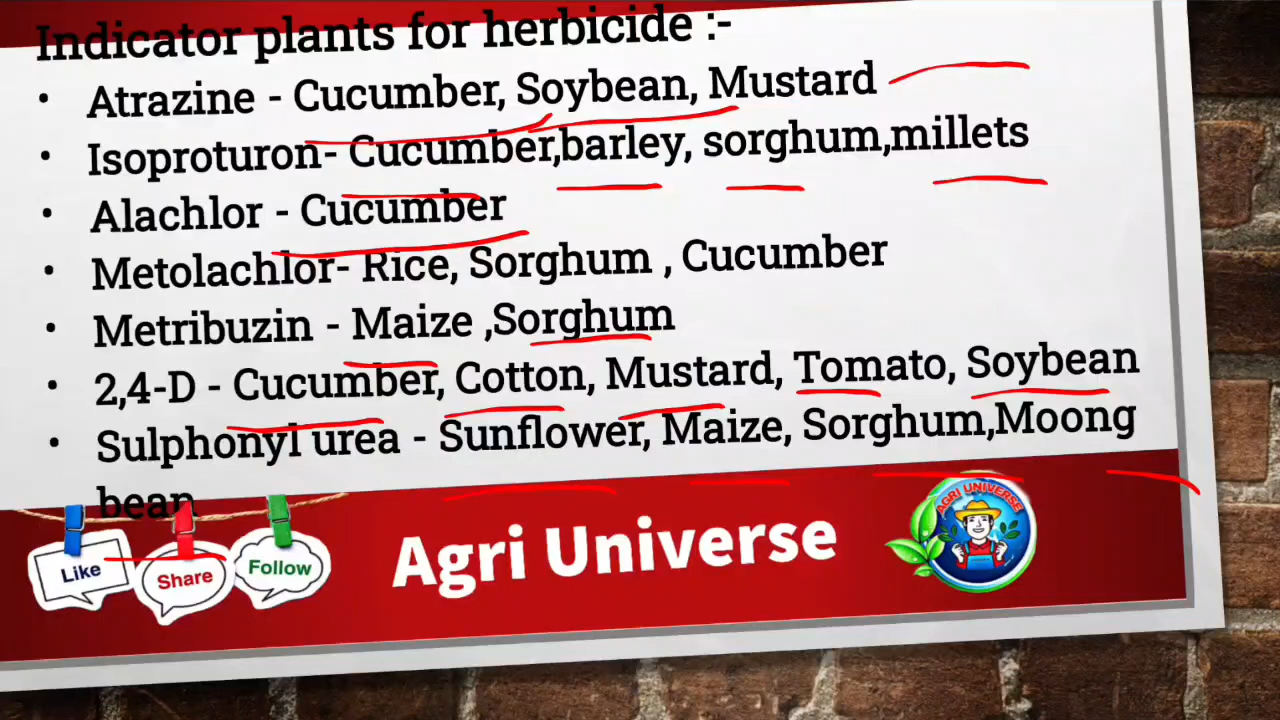 Indicator plants for herbicide :-
• Atrazine - Cucumber, Soybean, Mustard
• Isoproturon- Cucumber,barley, sorghum,millets
• Alachlor - Cucumber
• Metolachlor- Rice, Sorghum , Cucumber
• Metribuzin - Maize ,Sorghum
• 2,4-D - Cucumber, Cotton, Mustard, Tomato, Soybean
• Sulphonyl urea - Sunflower, Maize, Sorghum,Moong
bean
Like
Share
Follow
Agri Universe
AGRI UNIVERSE